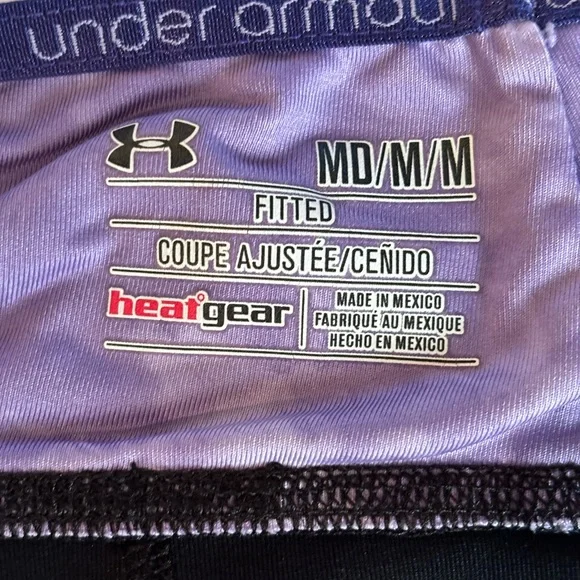 under armour
MD/M/M
FITTED
COUPE AJUSTÉE/CEÑIDO
heatgear
MADE IN MEXICO
FABRIQUÉ AU MEXIQUE
HECHO EN MEXICO